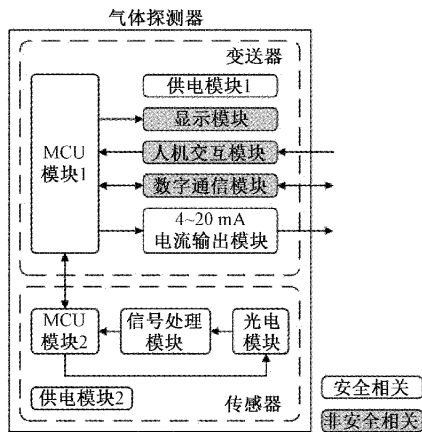 气体探测器
变送器
供电模块1
显示模块
MCU
模块1
人机交互模块
数字通信模块
4~20 mA
电流输出模块
MCU
模块2
信号处理
模块
光电
模块
供电模块2
传感器
安全相关
非安全相关